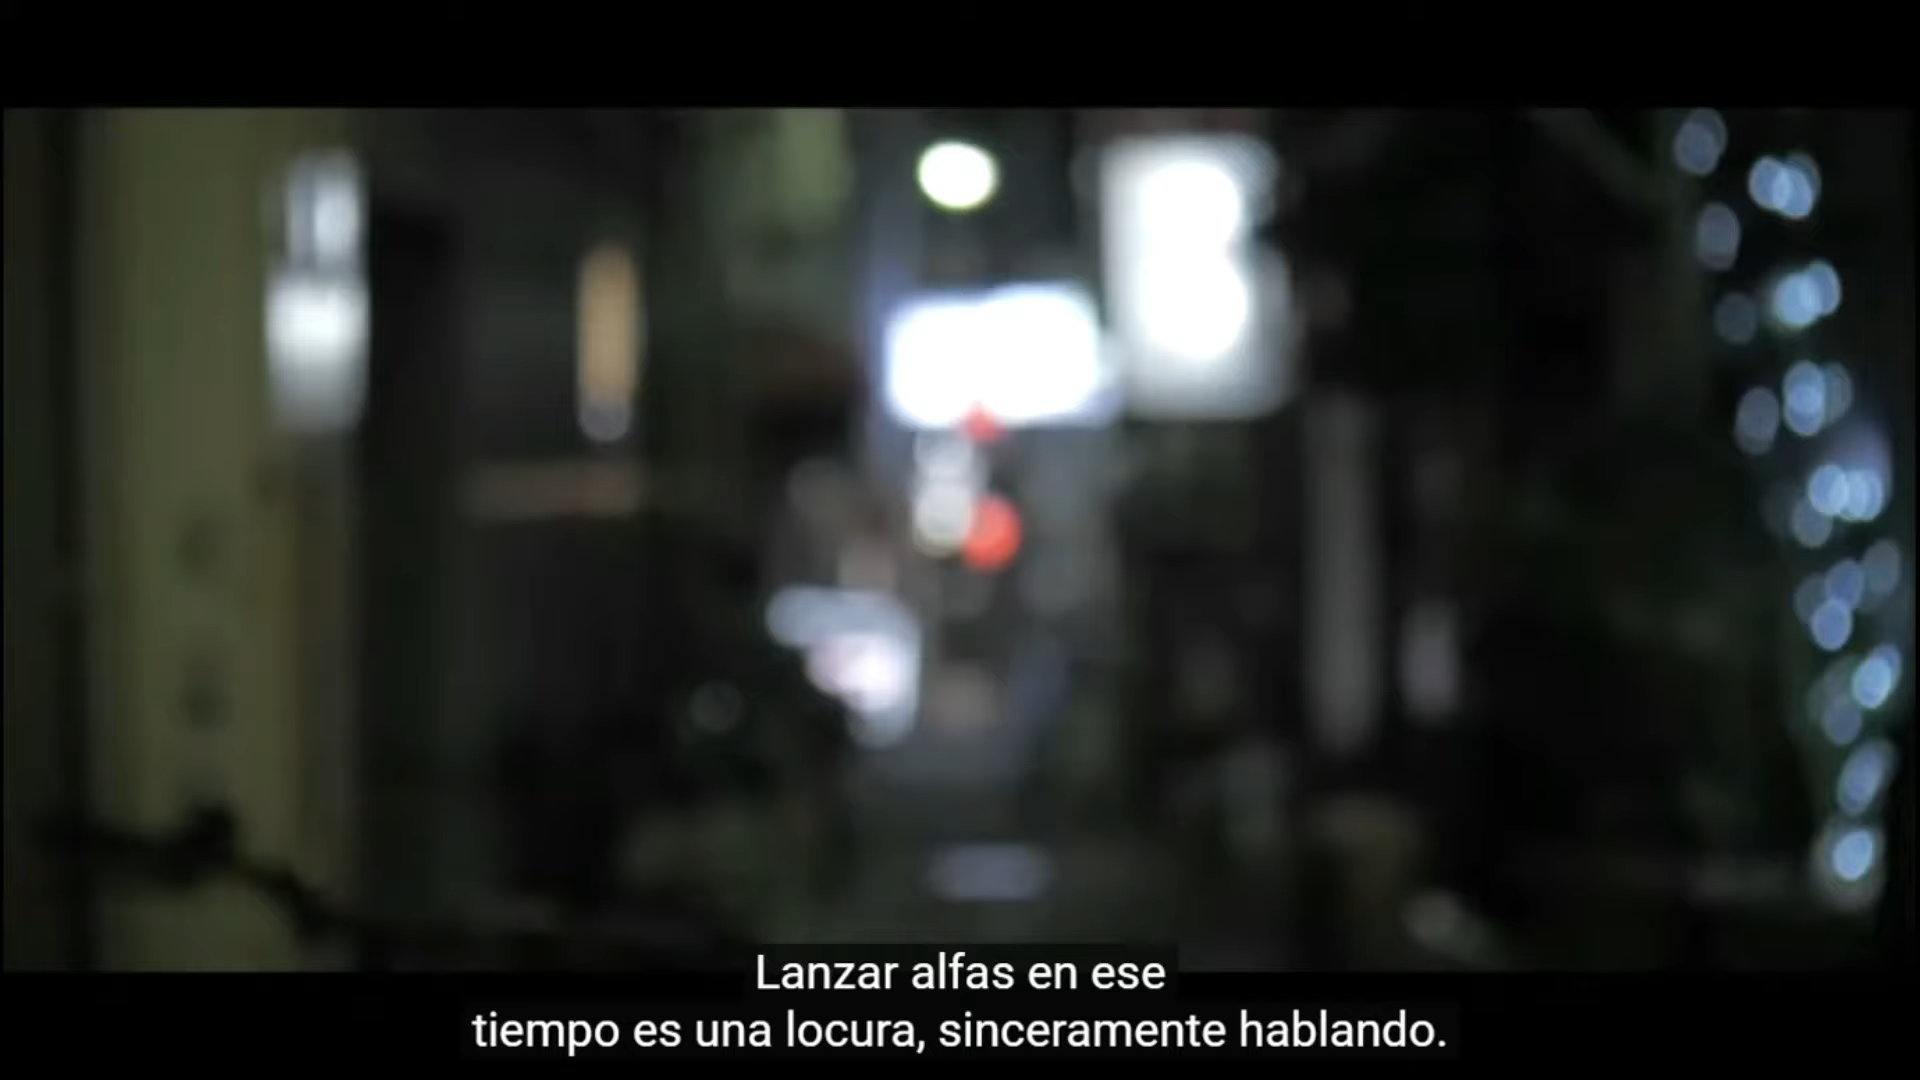 Lanzar alfas en ese
tiempo es una locura, sinceramente hablando.